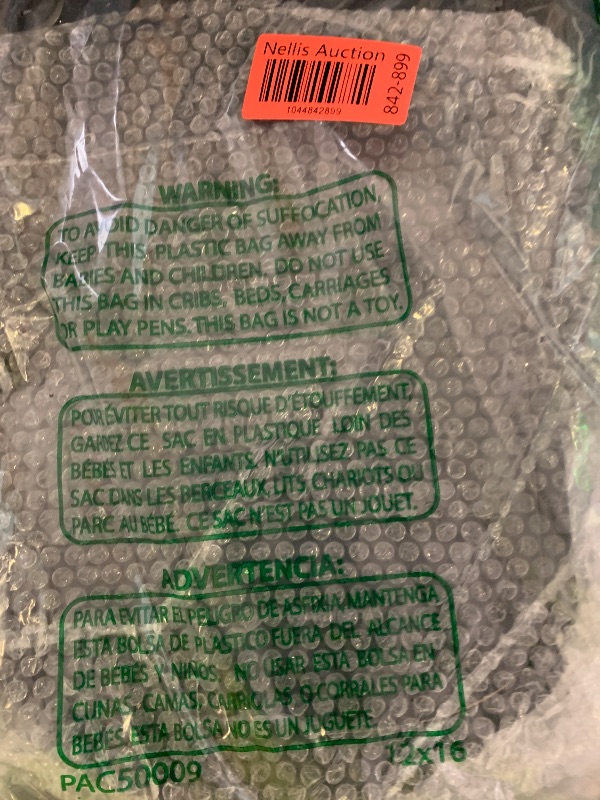 Nellis Auction
1044842899
842-899
WARNING:
TO AVOID DANGER OF SUFFOCATION,
KEEP THIS PLASTIC BAG AWAY FROM
BABIES AND CHILDREN. DO NOT USE
THIS BAG IN CRIBS, BEDS, CARRIAGES
OR PLAY PENS. THIS BAG IS NOT A TOY.
AVERTISSEMENT:
POR ÉVITER TOUT RISQUE D'ÉTOUFFEMENT,
GARDEZ CE SAC EN PLASTIQUE LOIN DES
BÉBÉS ET LES ENFANTS. N'UTILISEZ PAS CE
SAC DANS LES BERCEAUX, LITS CHARIOTS OU
PARC AU BÉBÉ. CE SAC N'EST PAS UN JOUET.
ADVERTENCIA:
PARA EVITAR EL PELIGRO DE ASFIXIA, MANTENGA
ESTA BOLSA DE PLASTICO FUERA DEL ALCANCE
DE BEBES Y NINOS. NO USAR ESTA BOLSA EN
CUNAS, CAMAS, CARRIOLAS O CORRALES PARA
BEBES ESTA BOLSA NO ES UN JUGUETE.
12x16
PAC50009